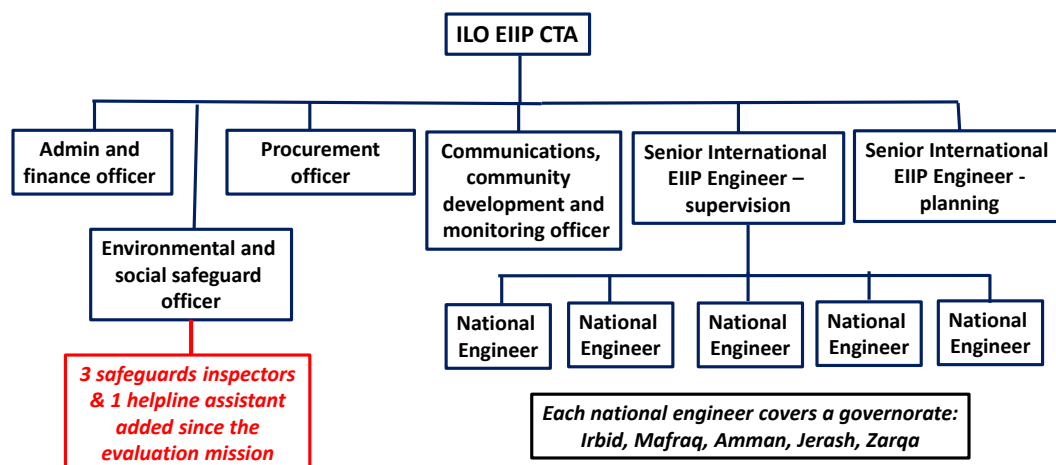 ILO EIIP CTA
Admin and
finance officer
Procurement
officer
Communications,
community
development and
monitoring officer
Senior International
EIIP Engineer –
supervision
Senior International
EIIP Engineer -
planning
Environmental and
social safeguard
officer
National
Engineer
National
Engineer
National
Engineer
National
Engineer
National
Engineer
3 safeguards inspectors
& 1 helpline assistant
added since the
evaluation mission
Each national engineer covers a governorate:
Irbid, Mafraq, Amman, Jerash, Zarqa